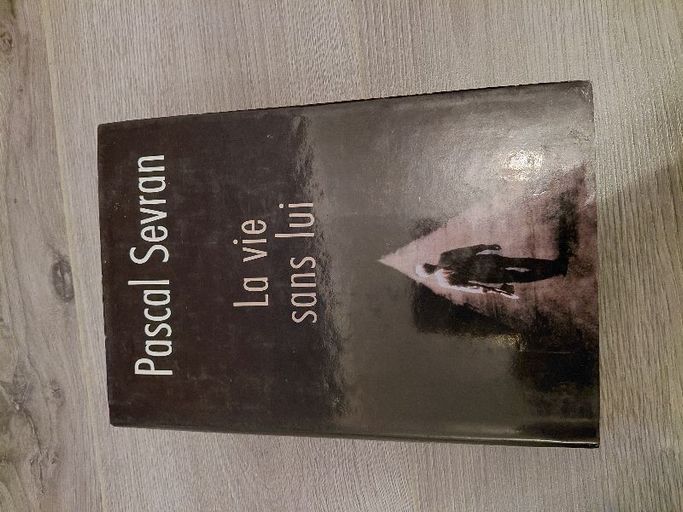 Pascal Sevran
La vie
sans lui